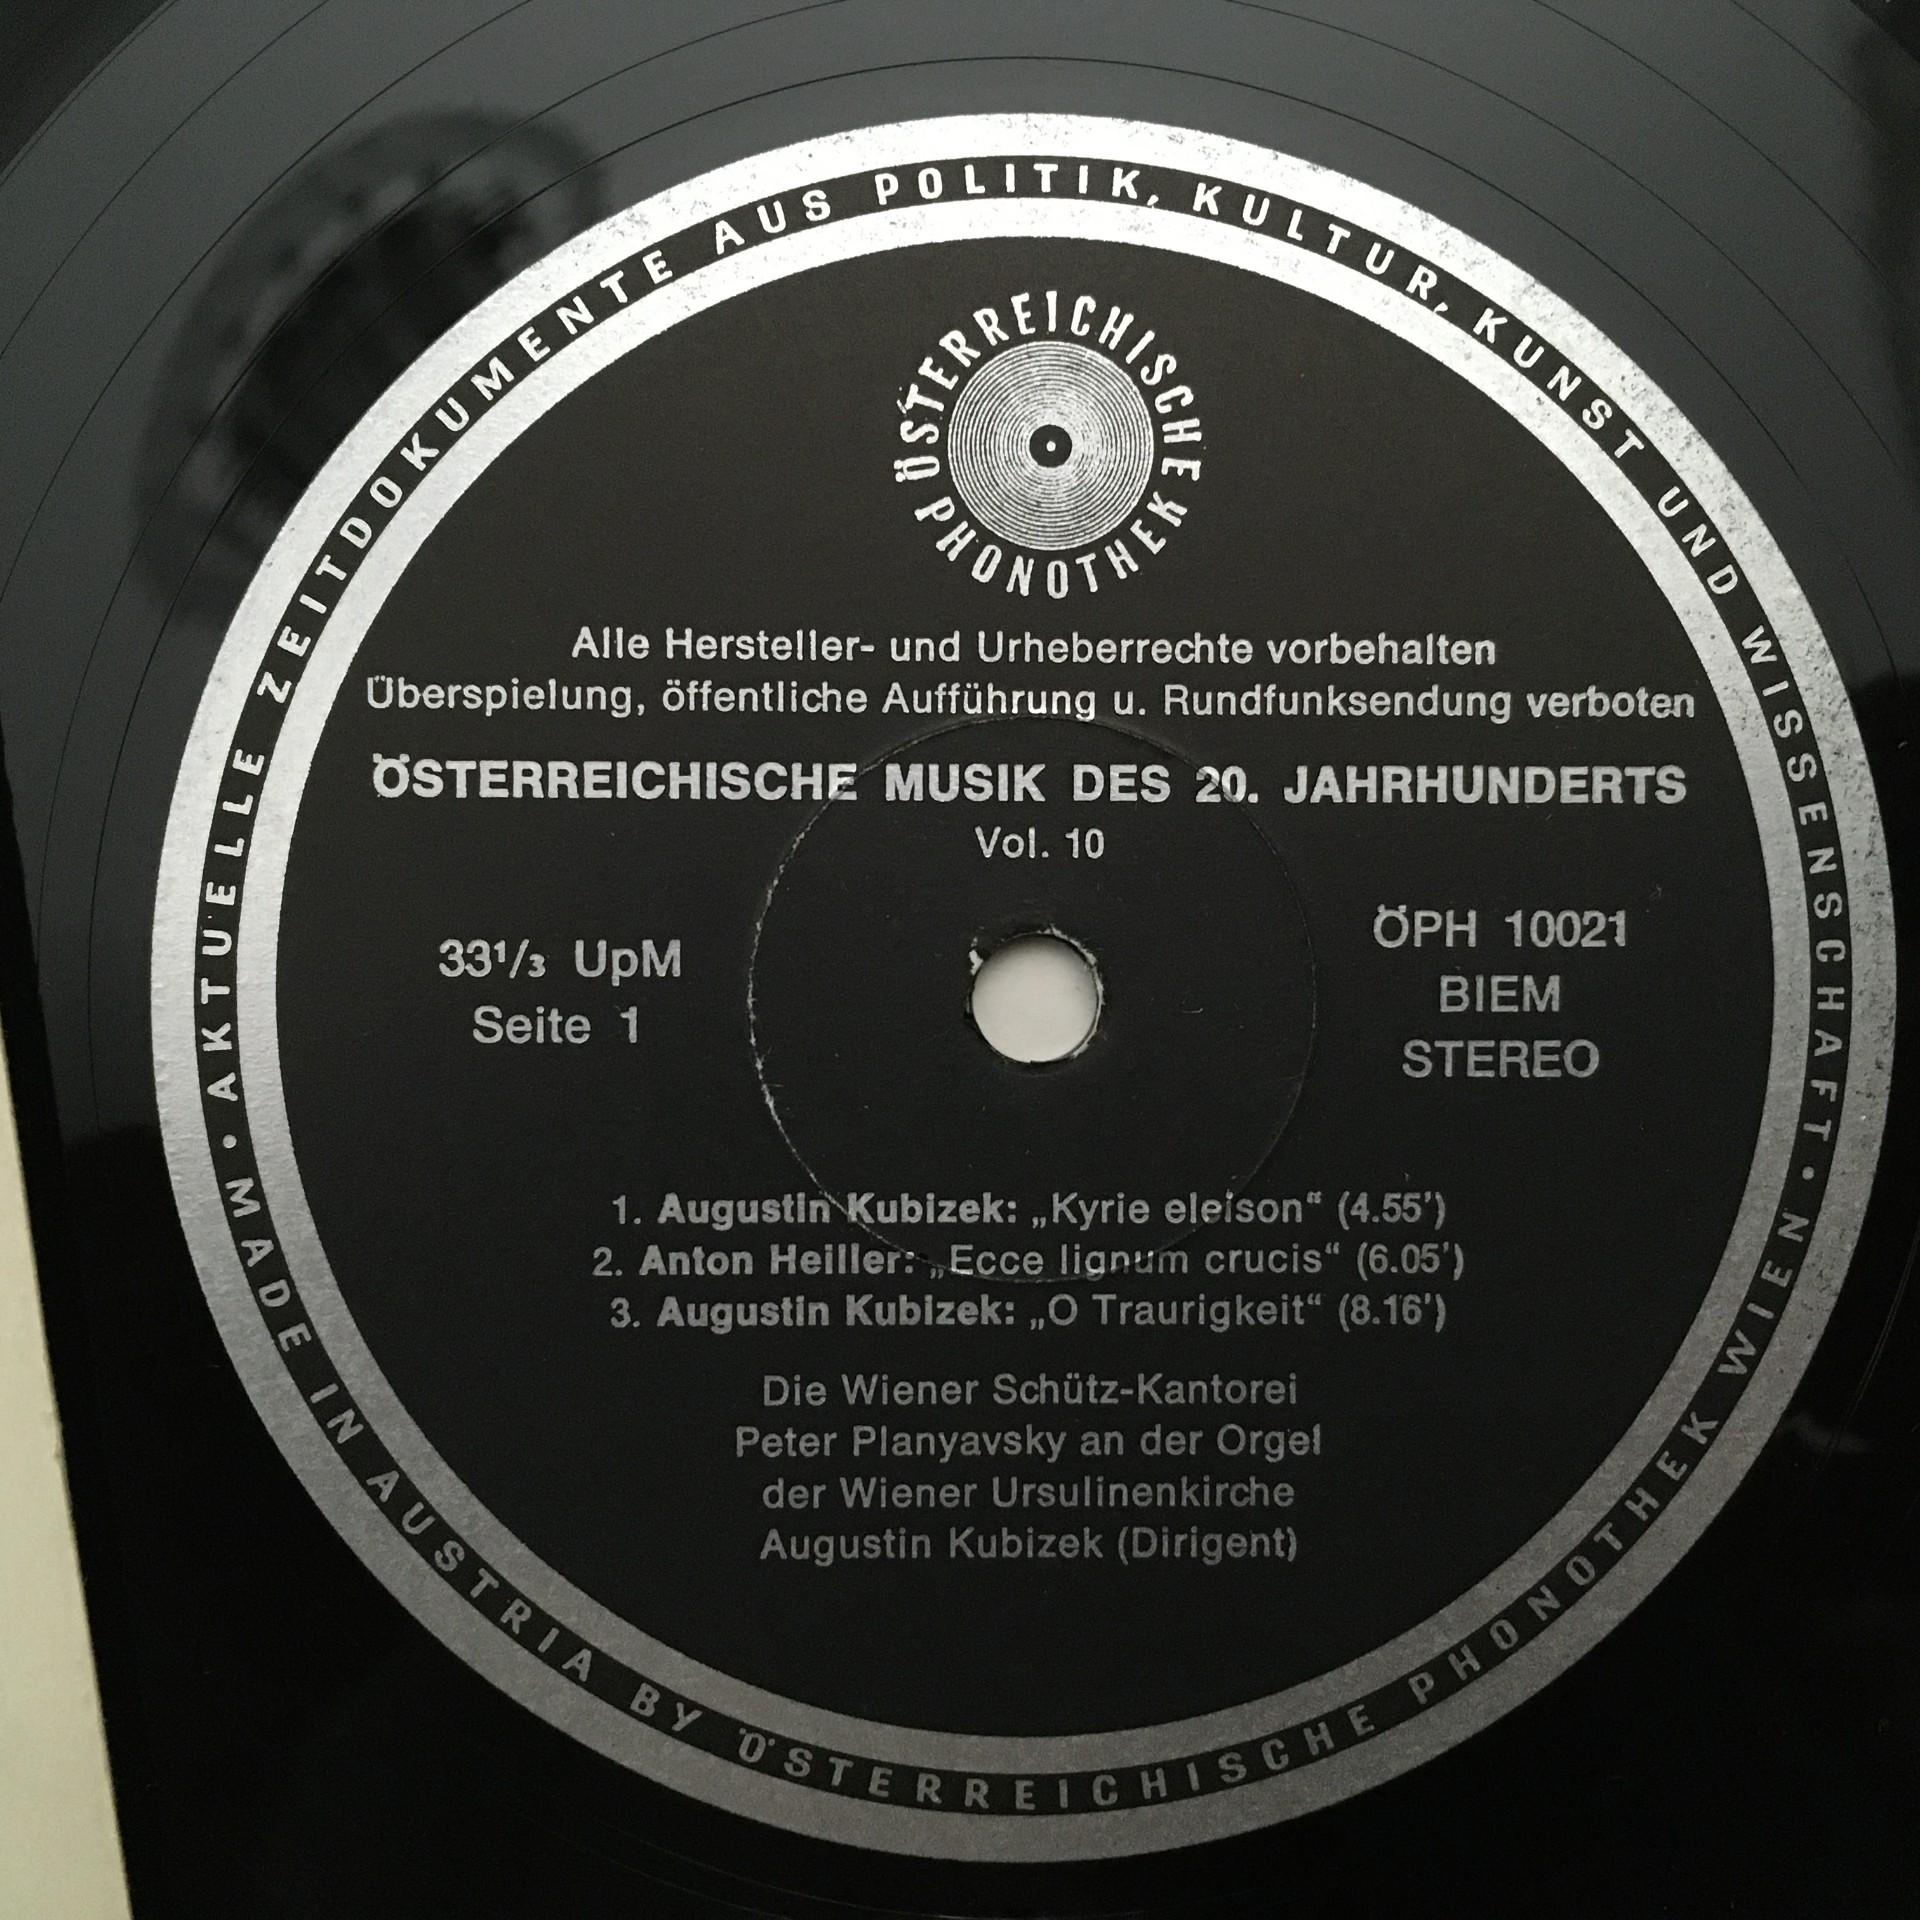 AKTUELLE ZEITDOKUMENTE AUS POLITIK, KULTUR, KUNST UND WISSENSCHAFT •
ÖSTERREICHISCHE
PHONOTHEK
Alle Hersteller- und Urheberrechte vorbehalten
Überspielung, öffentliche Aufführung u. Rundfunksendung verboten
ÖSTERREICHISCHE MUSIK DES 20. JAHRHUNDERTS
Vol. 10
33⅓ UpM
Seite 1
ÖPH 10021
BIEM
STEREO
1. Augustin Kubizek: „Kyrie eleison“ (4.55')
2. Anton Heiller: „Ecce lignum crucis“ (6.05')
3. Augustin Kubizek: „O Traurigkeit“ (8.16')
Die Wiener Schütz-Kantorei
Peter Planyavsky an der Orgel
der Wiener Ursulinenkirche
Augustin Kubizek (Dirigent)
MADE IN AUSTRIA BY ÖSTERREICHISCHE PHONOTHEK WIEN •